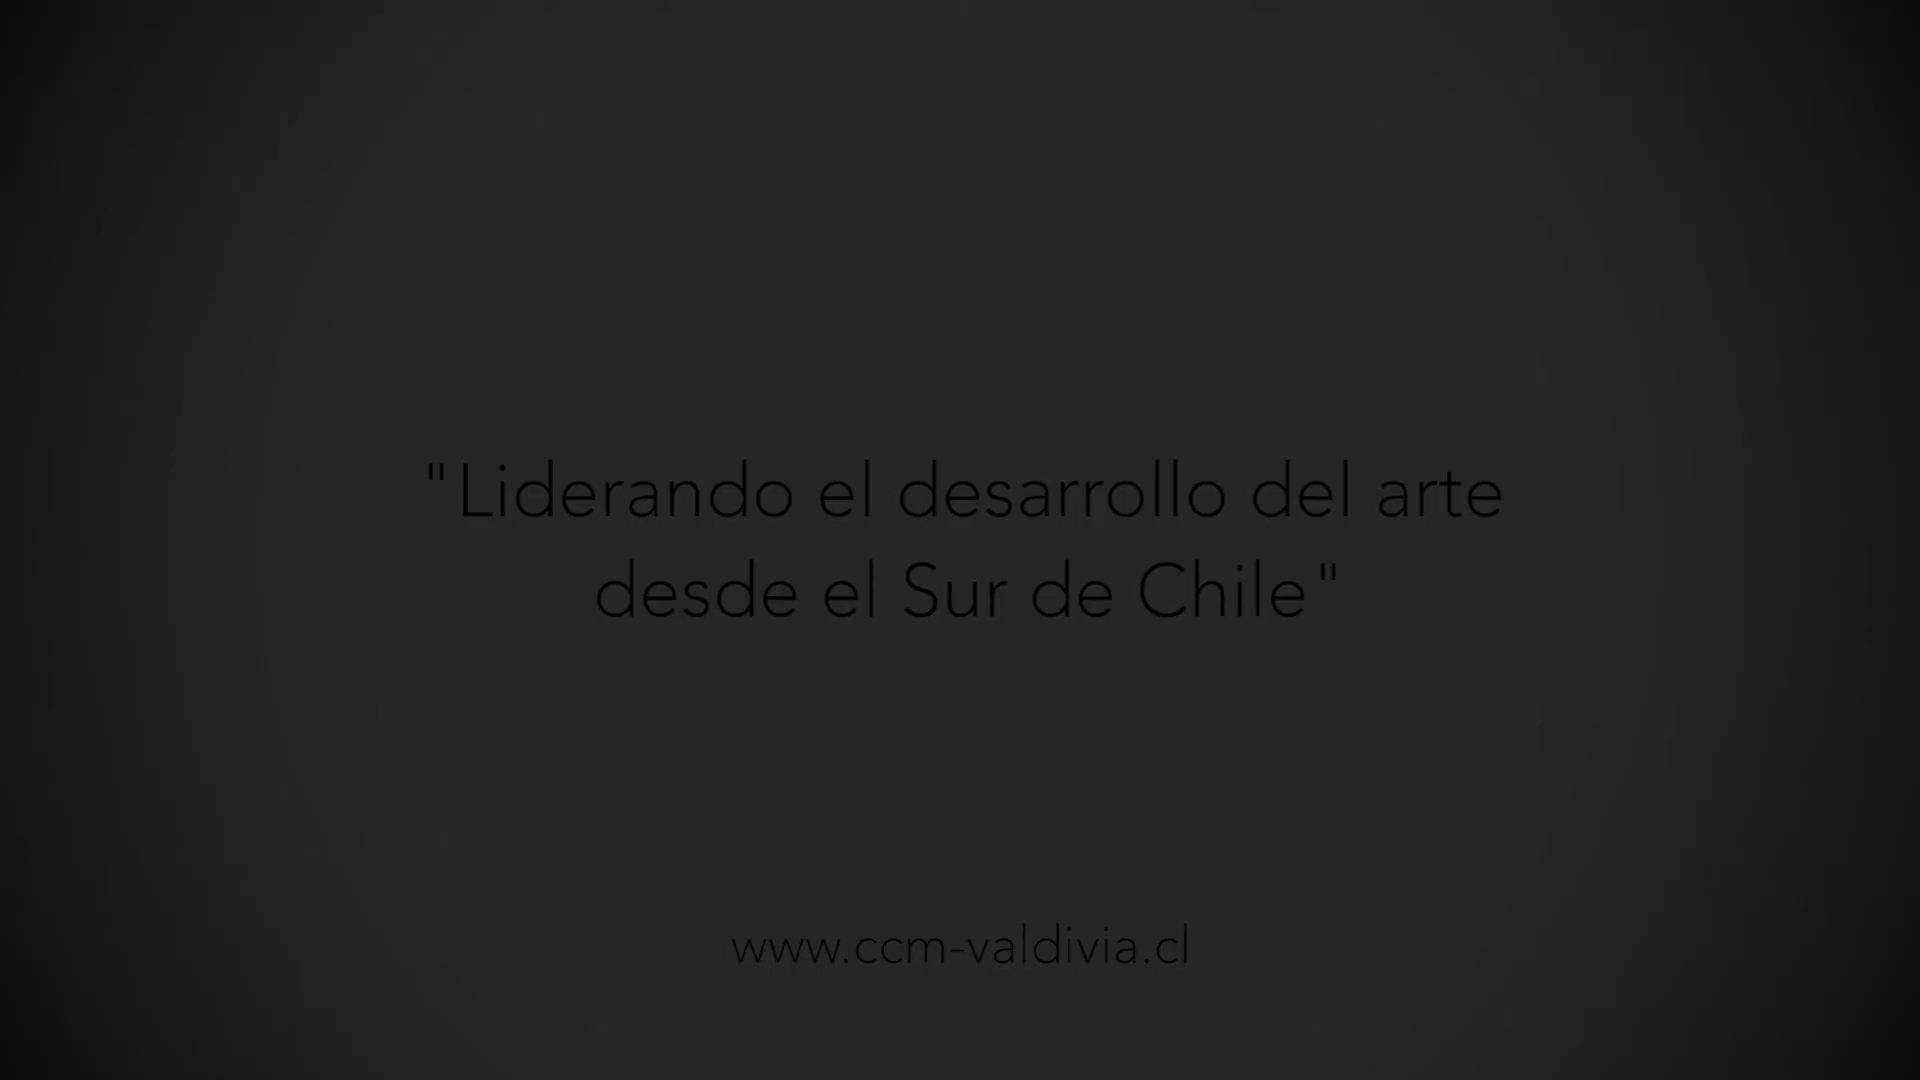 "Liderando el desarrollo del arte
desde el Sur de Chile"
www.ccm-valdivia.cl